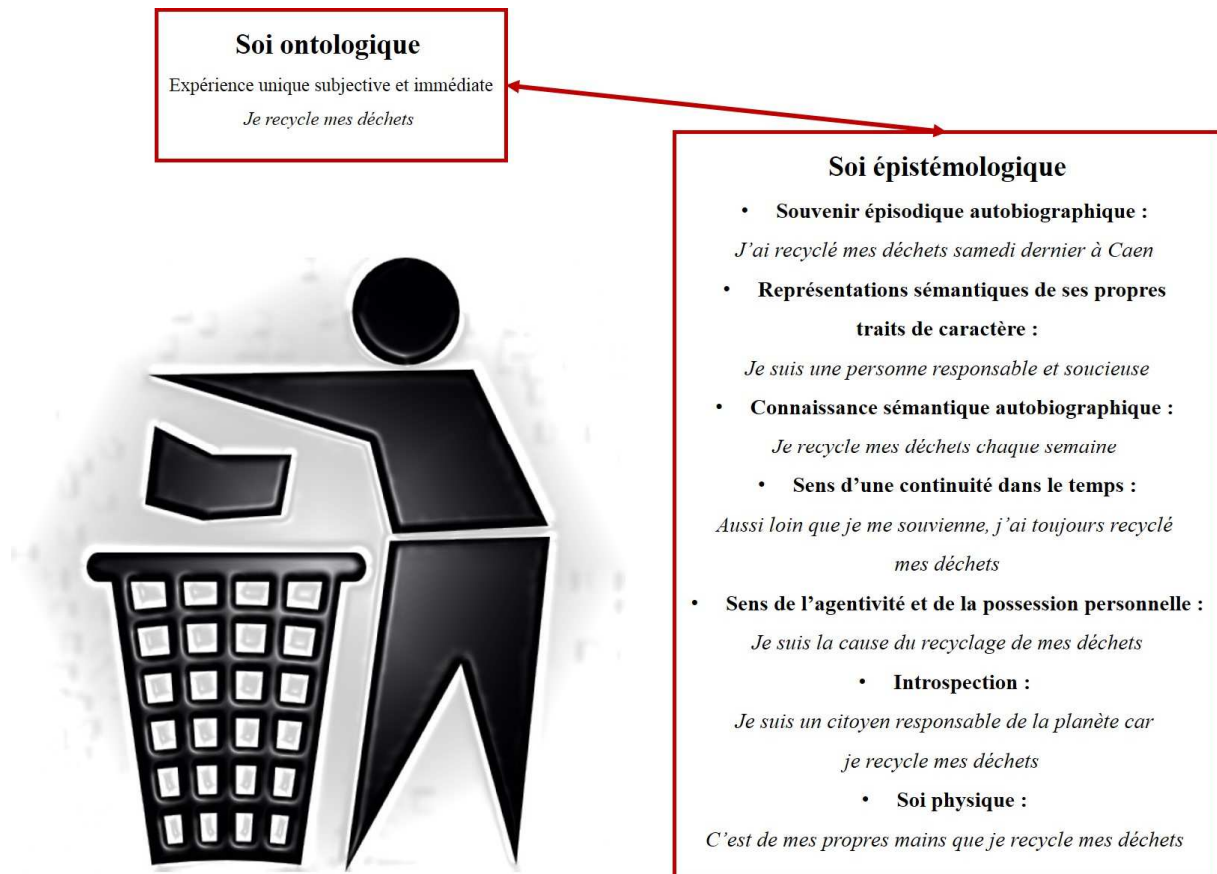 Soi ontologique
Expérience unique subjective et immédiate
Je recycle mes déchets
Soi épistémologique
• Souvenir épisodique autobiographique :
J’ai recyclé mes déchets samedi dernier à Caen
• Représentations sémantiques de ses propres
traits de caractère :
Je suis une personne responsable et soucieuse
• Connaissance sémantique autobiographique :
Je recycle mes déchets chaque semaine
• Sens d’une continuité dans le temps :
Aussi loin que je me souvienne, j’ai toujours recyclé
mes déchets
• Sens de l’agentivité et de la possession personnelle :
Je suis la cause du recyclage de mes déchets
• Introspection :
Je suis un citoyen responsable de la planète car
je recycle mes déchets
• Soi physique :
C’est de mes propres mains que je recycle mes déchets